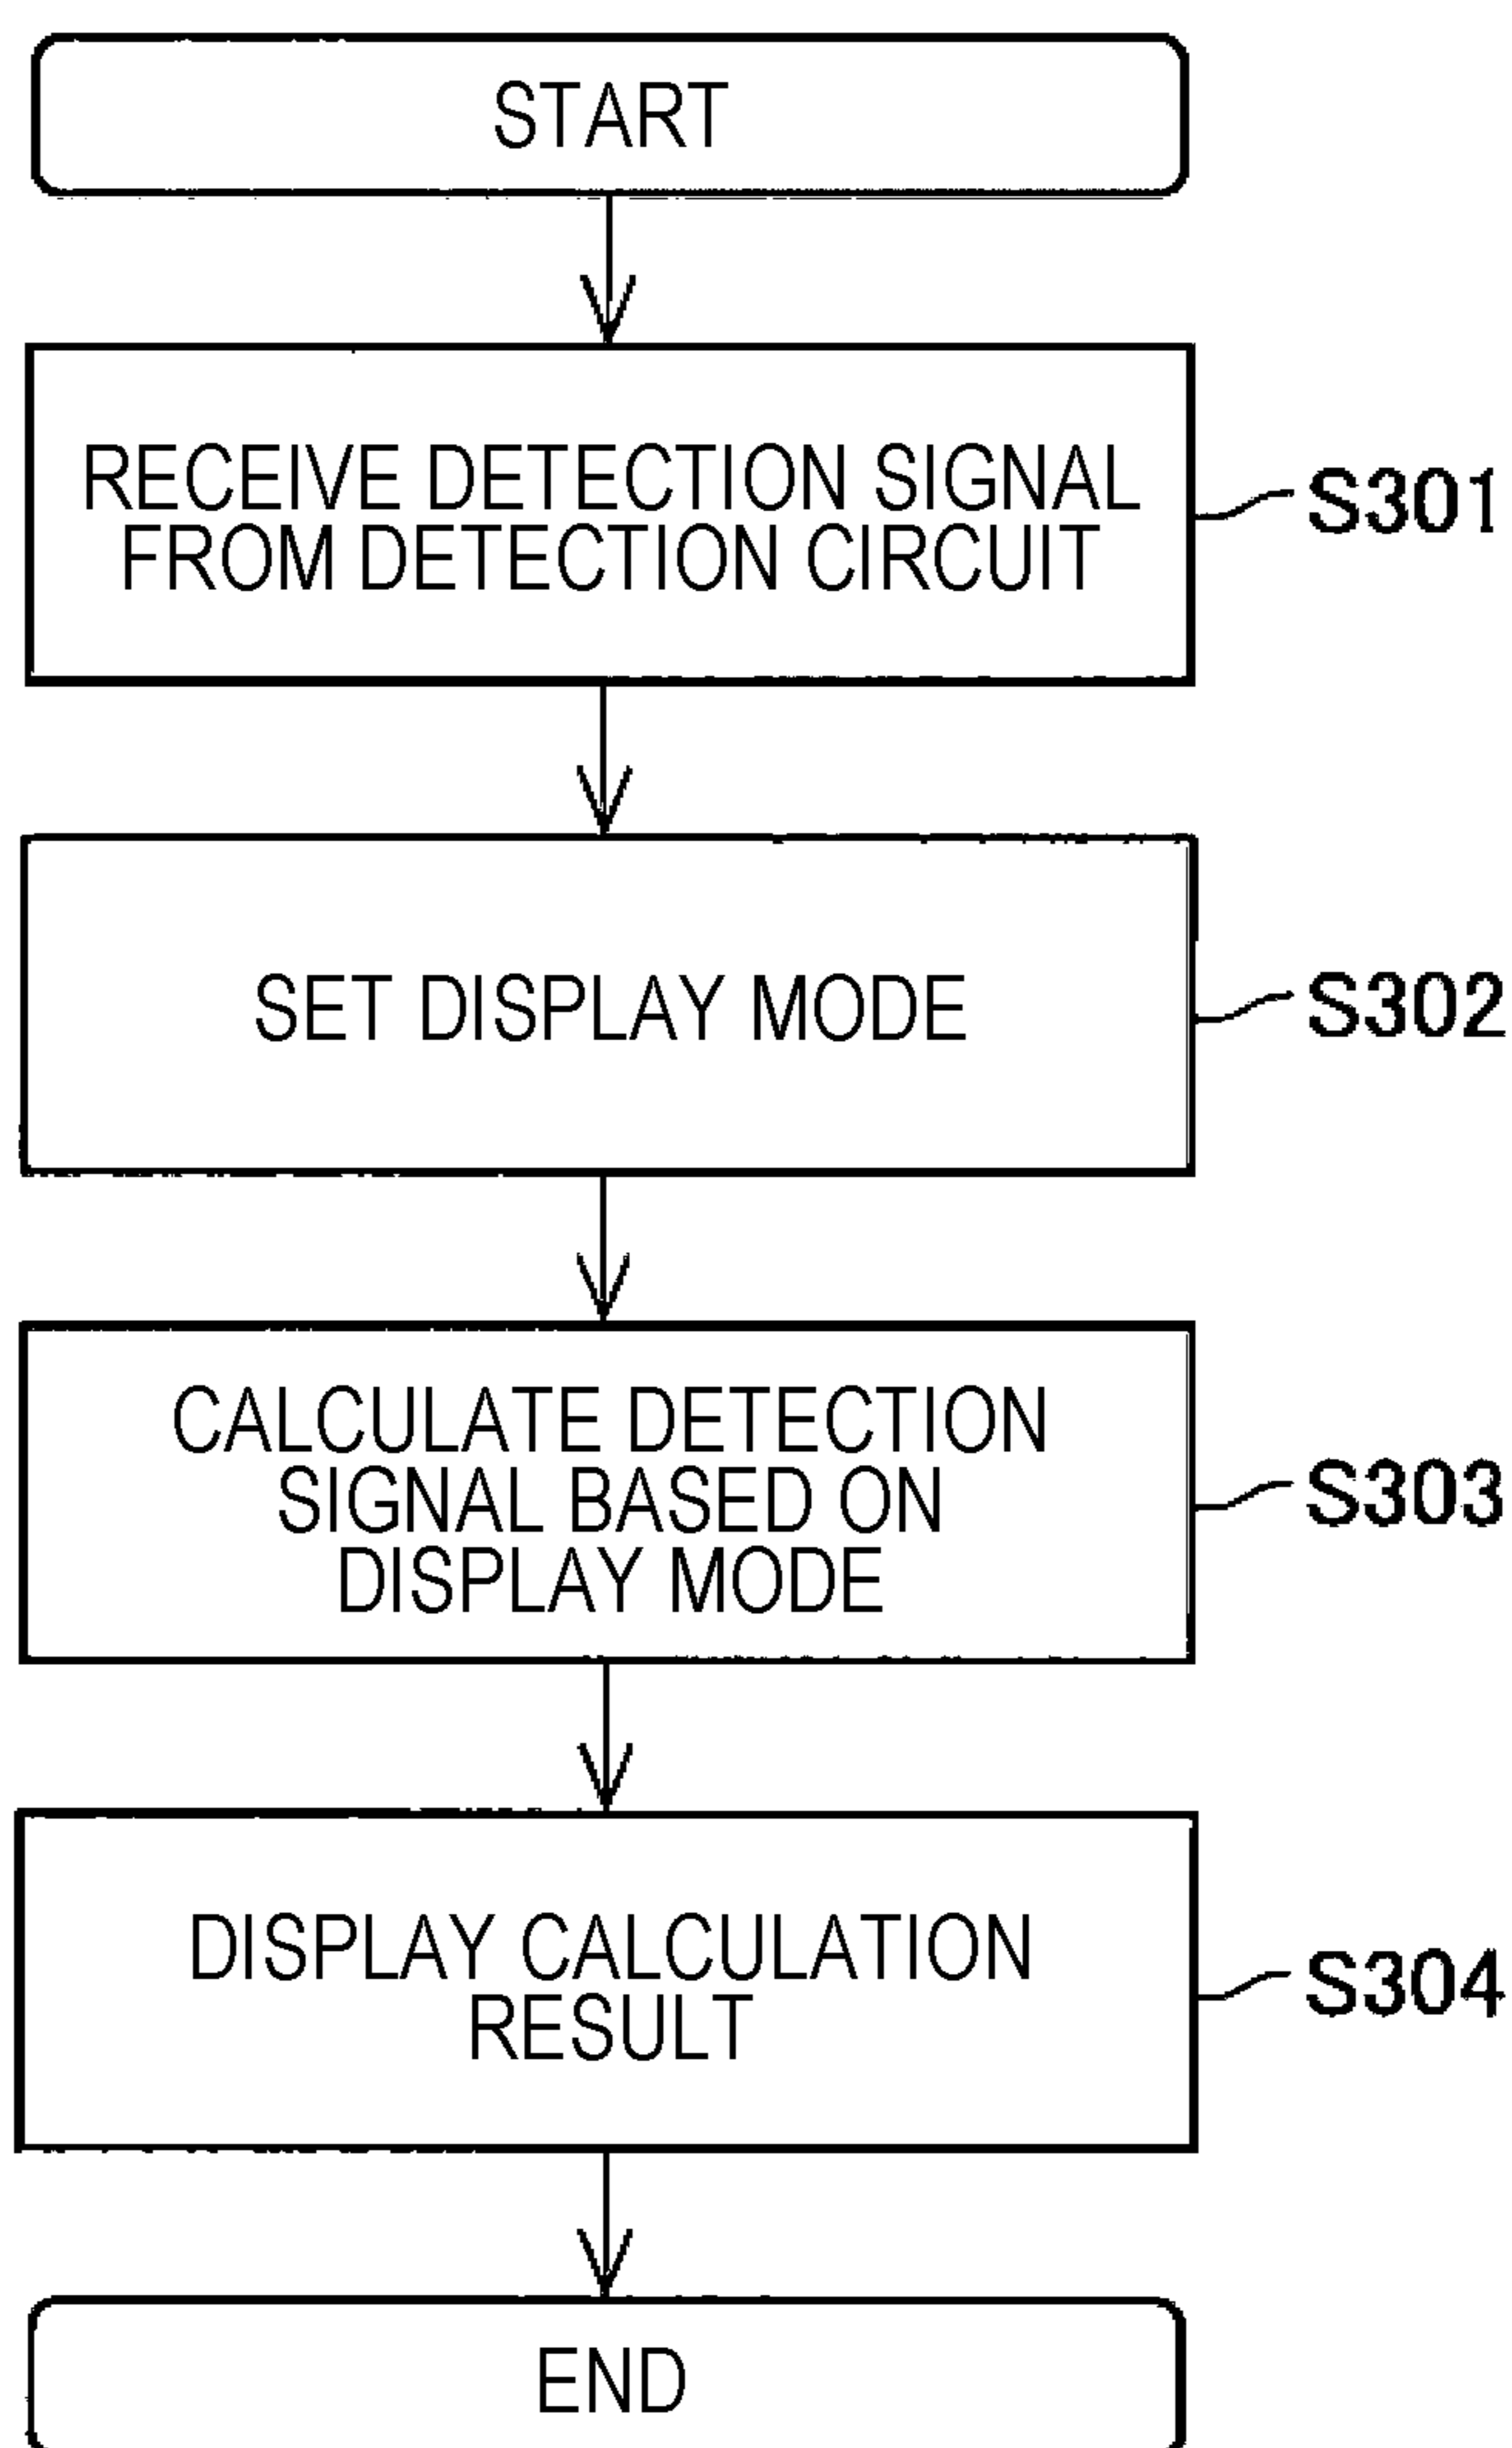 START
RECEIVE DETECTION SIGNAL
FROM DETECTION CIRCUIT
S301
SET DISPLAY MODE
S302
CALCULATE DETECTION
SIGNAL BASED ON
DISPLAY MODE
S303
DISPLAY CALCULATION
RESULT
S304
END